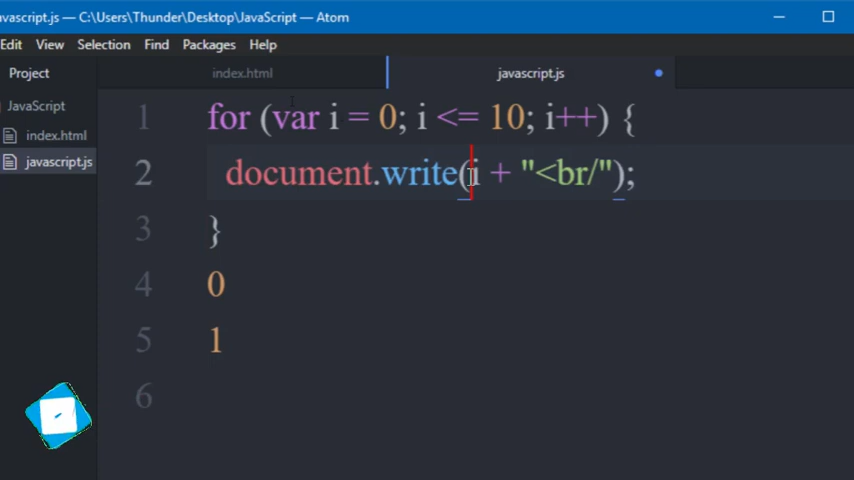 avascript.js — C:\Users\Thunder\Desktop\JavaScript — Atom
Edit View Selection Find Packages Help
Project
index.html
javascript.js
JavaScript
index.html
javascript.js
1 for (var i = 0; i <= 10; i++) {
2 document.write(i + "<br/");
3 }
4 0
5 1
6